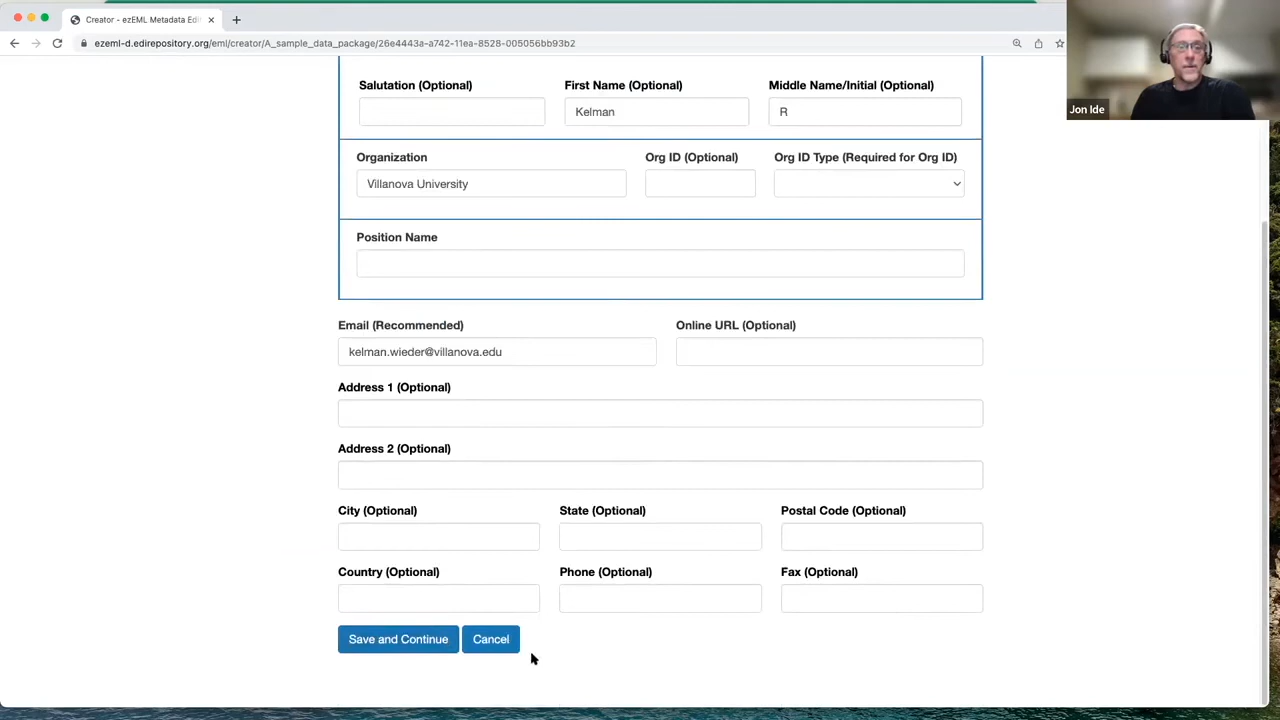 Creator - ezEML Metadata Edi
ezeml-d.edirepository.org/eml/creator/A_sample_data_package/26e4443a-a742-11ea-8528-005056bb93b2
Jon Ide
Salutation (Optional) First Name (Optional) Middle Name/Initial (Optional)
Kelman R
Organization Org ID (Optional) Org ID Type (Required for Org ID)
Villanova University
Position Name
Email (Recommended) Online URL (Optional)
kelman.wieder@villanova.edu
Address 1 (Optional)
Address 2 (Optional)
City (Optional) State (Optional) Postal Code (Optional)
Country (Optional) Phone (Optional) Fax (Optional)
Save and Continue Cancel